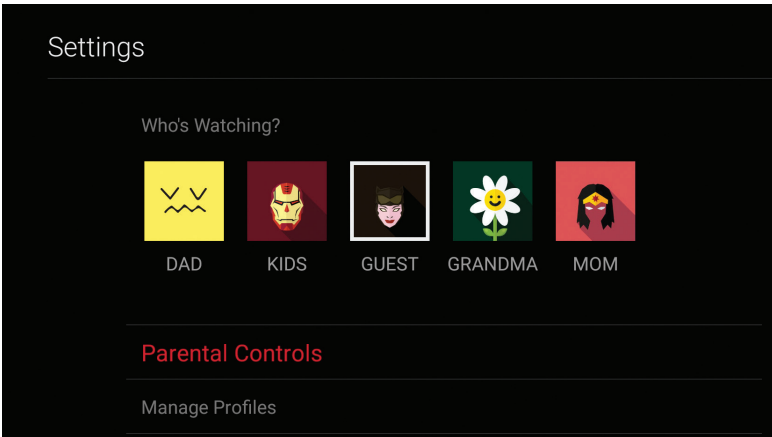 Settings
Who's Watching?
DAD KIDS GUEST GRANDMA MOM
Parental Controls
Manage Profiles